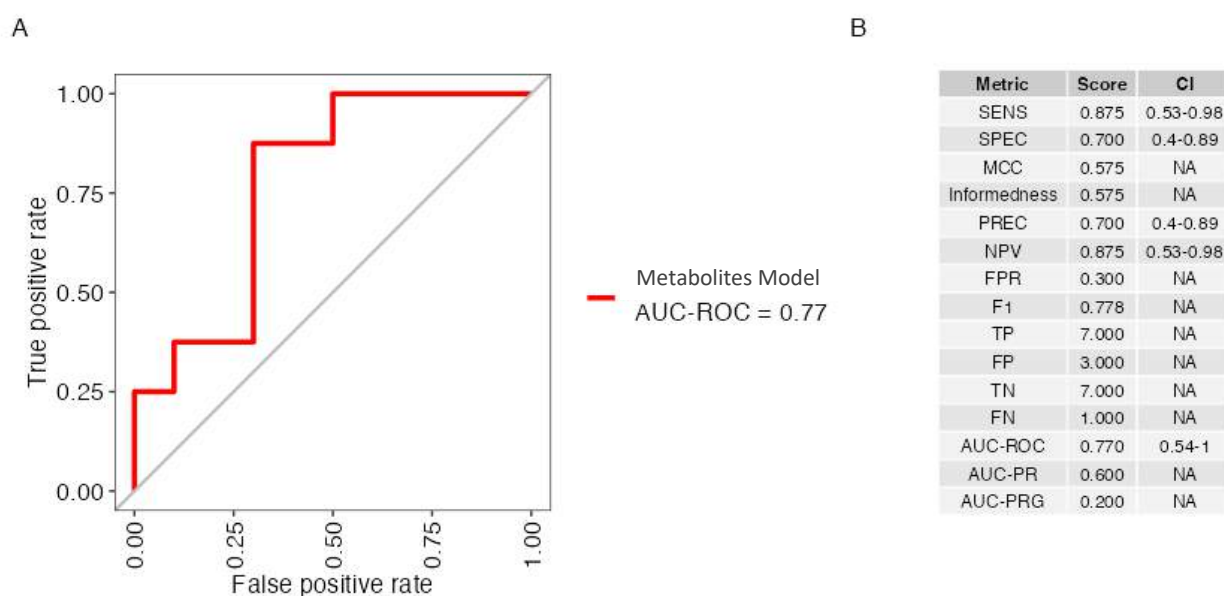 A
True positive rate
1.00
0.75
0.50
0.25
0.00
0.00
0.25
0.50
0.75
1.00
False positive rate
Metabolites Model
AUC-ROC = 0.77
B
Metric Score CI
SENS 0.875 0.53-0.98
SPEC 0.700 0.4-0.89
MCC 0.575 NA
Informedness 0.575 NA
PREC 0.700 0.4-0.89
NPV 0.875 0.53-0.98
FPR 0.300 NA
F1 0.778 NA
TP 7.000 NA
FP 3.000 NA
TN 7.000 NA
FN 1.000 NA
AUC-ROC 0.770 0.54-1
AUC-PR 0.600 NA
AUC-PRG 0.200 NA